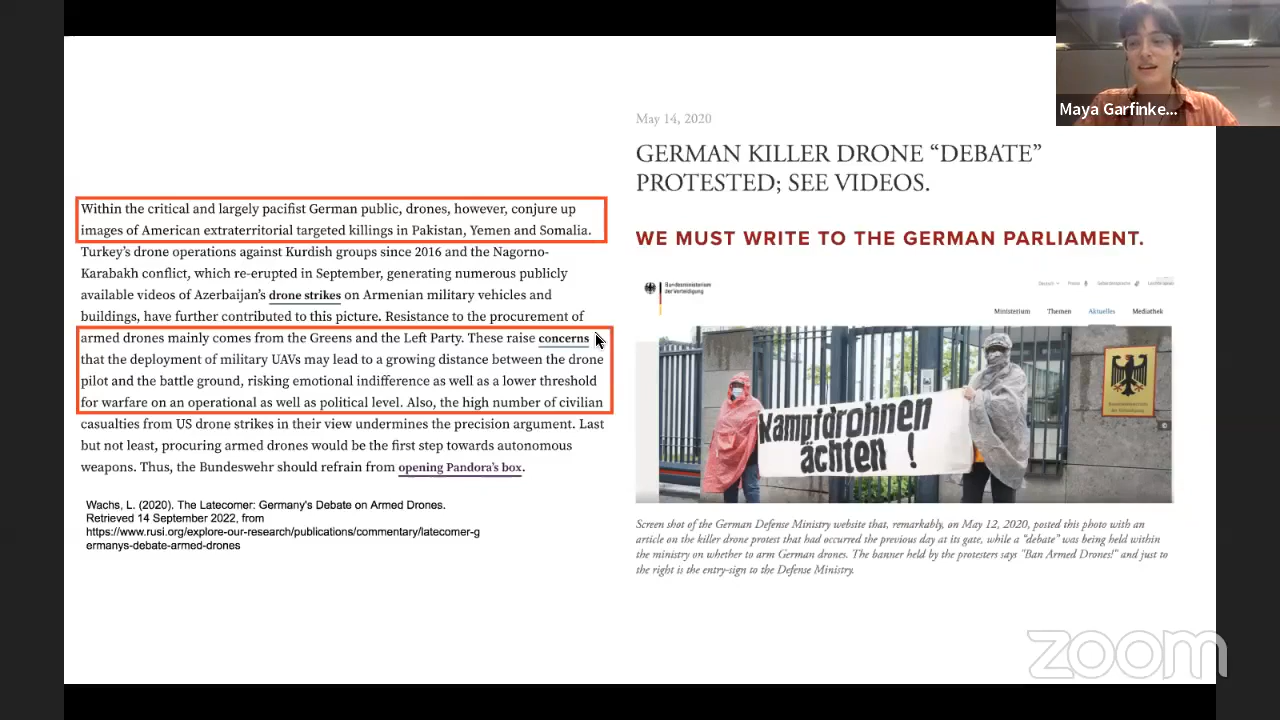 Maya Garfinke...
May 14, 2020
GERMAN KILLER DRONE “DEBATE”
PROTESTED; SEE VIDEOS.
WE MUST WRITE TO THE GERMAN PARLIAMENT.
Within the critical and largely pacifist German public, drones, however, conjure up
images of American extraterritorial targeted killings in Pakistan, Yemen and Somalia.
Turkey’s drone operations against Kurdish groups since 2016 and the Nagorno-
Karabakh conflict, which re-erupted in September, generating numerous publicly
available videos of Azerbaijan’s drone strikes on Armenian military vehicles and
buildings, have further contributed to this picture. Resistance to the procurement of
armed drones mainly comes from the Greens and the Left Party. These raise concerns
that the deployment of military UAVs may lead to a growing distance between the drone
pilot and the battle ground, risking emotional indifference as well as a lower threshold
for warfare on an operational as well as political level. Also, the high number of civilian
casualties from US drone strikes in their view undermines the precision argument. Last
but not least, procuring armed drones would be the first step towards autonomous
weapons. Thus, the Bundeswehr should refrain from opening Pandora’s box.
Wachs, L. (2020). The Latecomer: Germany's Debate on Armed Drones.
Retrieved 14 September 2022, from
https://www.rusi.org/explore-our-research/publications/commentary/latecomer-g
ermanys-debate-armed-drones
Bundesministerium
der Verteidigung
Deutsch
Presse
Gebärdensprache
Leichte Sprache
Ministerium Themen Aktuelles Mediathek
Kampfdrohnen
ächten !
Screen shot of the German Defense Ministry website that, remarkably, on May 12, 2020, posted this photo with an
article on the killer drone protest that had occurred the previous day at its gate, while a “debate” was being held within
the ministry on whether to arm German drones. The banner held by the protesters says "Ban Armed Drones!" and just to
the right is the entry-sign to the Defense Ministry.
zoom